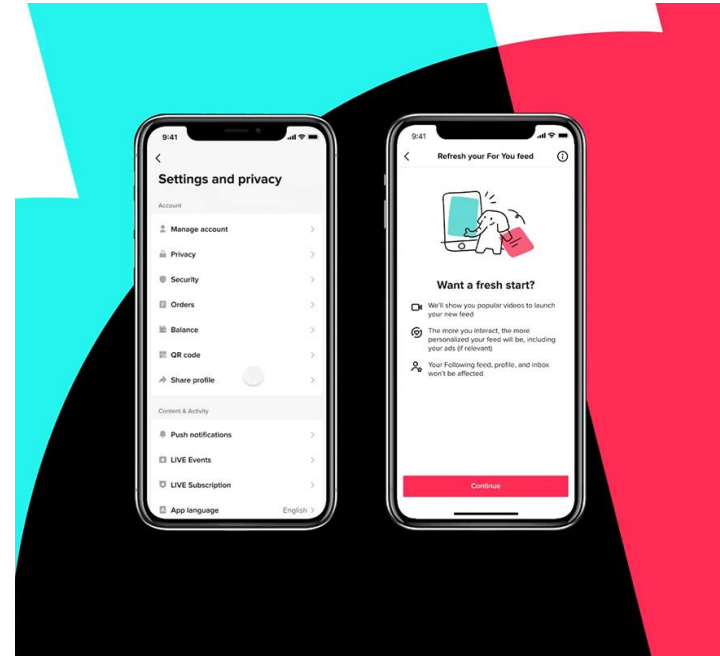 9:41
Settings and privacy
Account
Manage account
Privacy
Security
Orders
Balance
QR code
Share profile
Content & Activity
Push notifications
LIVE Events
LIVE Subscription
App language English
9:41
Refresh your For You feed
Want a fresh start?
We'll show you popular videos to launch
your new feed
The more you interact, the more
personalized your feed will be, including
your ads (if relevant)
Your Following feed, profile, and inbox
won't be affected
Continue